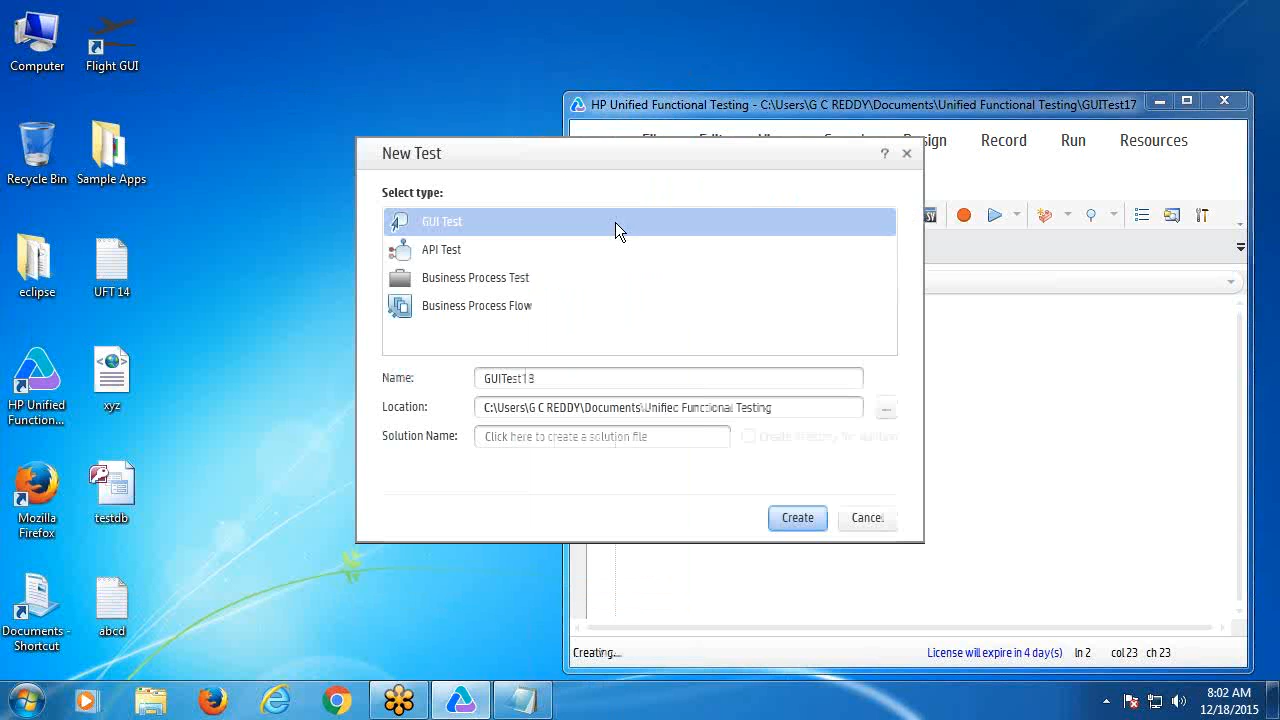 Computer
Flight GUI
Recycle Bin
Sample Apps
eclipse
UFT 14
HP Unified
Function...
xyz
Mozilla
Firefox
testdb
Documents -
Shortcut
abcd
HP Unified Functional Testing - C:\Users\G C REDDY\Documents\Unified Functional Testing\GUITest17
Record
Run
Resources
New Test
?
Select type:
GUI Test
API Test
Business Process Test
Business Process Flow
Name:
Location:
C:\Users\G C REDDY\Documents\Unified Functional Testing
...
Solution Name:
Click here to create a solution file
Create directory for solution
Create
Cancel
Creating...
License will expire in 4 day(s)
ln 2
col 23
ch 23
8:02 AM
12/18/2015